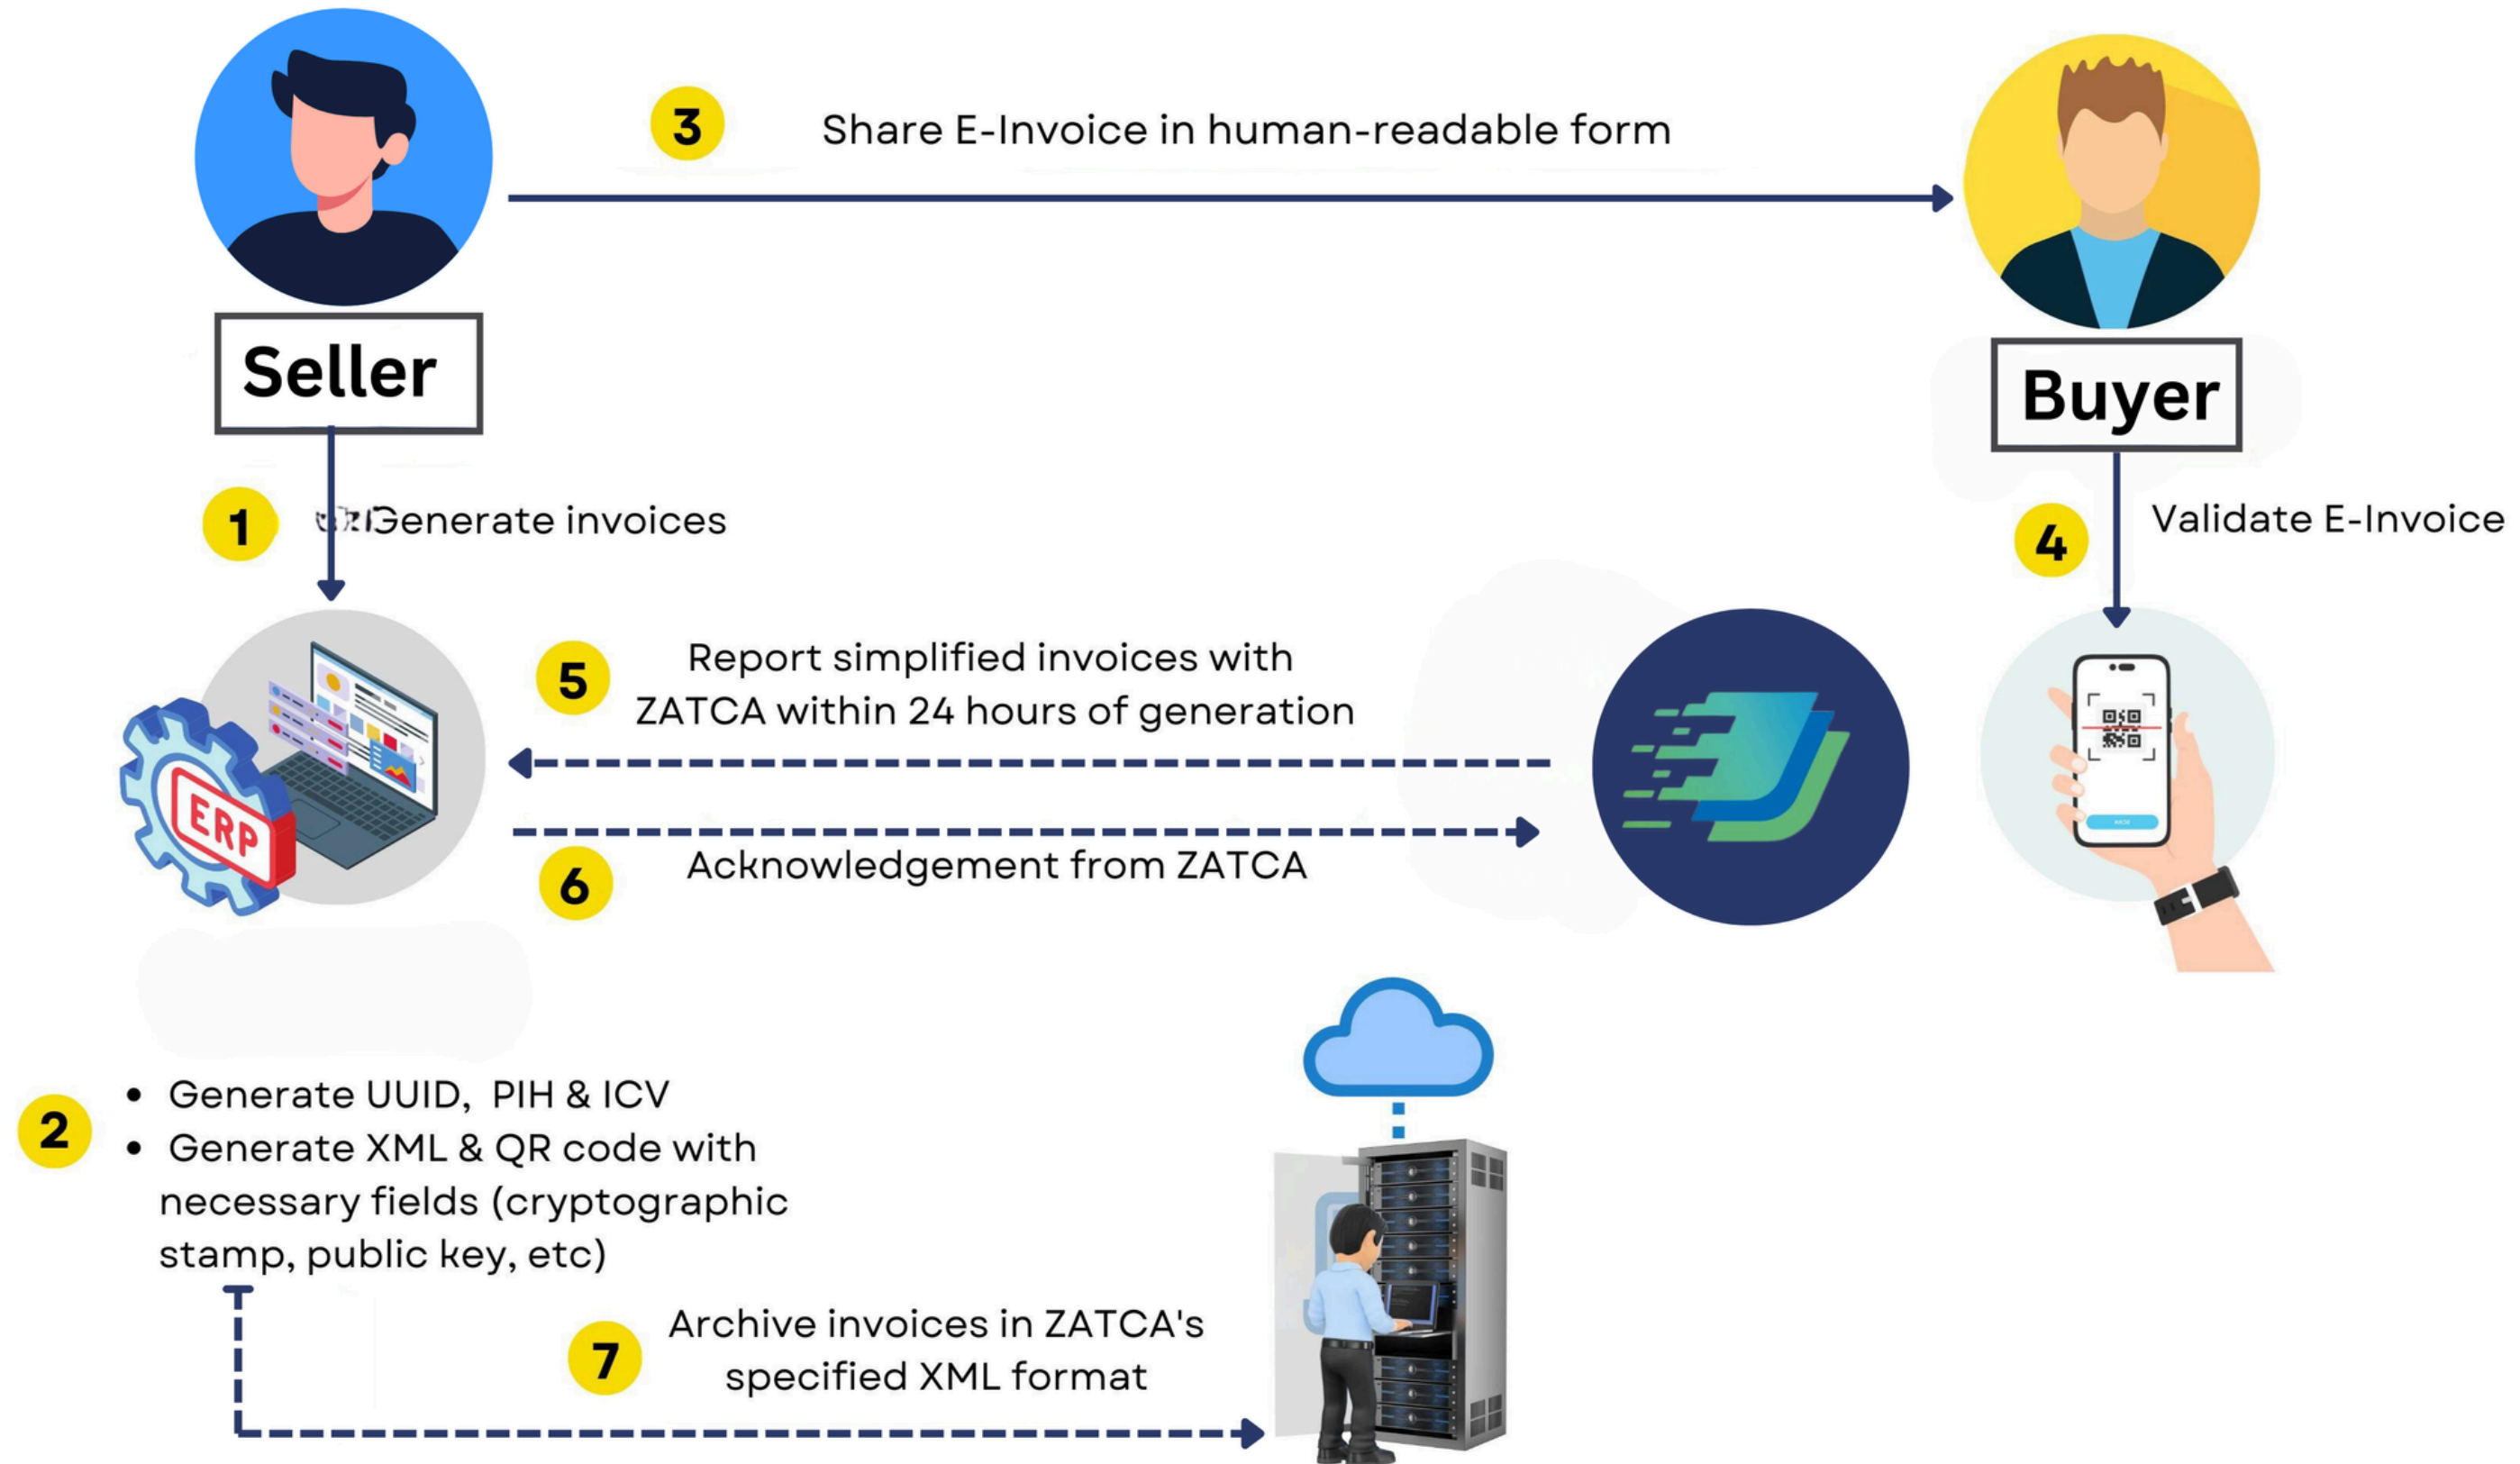 3
Share E-Invoice in human-readable form
Seller
Buyer
1
Generate invoices
4
Validate E-Invoice
5
Report simplified invoices with
ZATCA within 24 hours of generation
6
Acknowledgement from ZATCA
ERP
2
• Generate UUID, PIH & ICV
• Generate XML & QR code with
necessary fields (cryptographic
stamp, public key, etc)
7
Archive invoices in ZATCA's
specified XML format